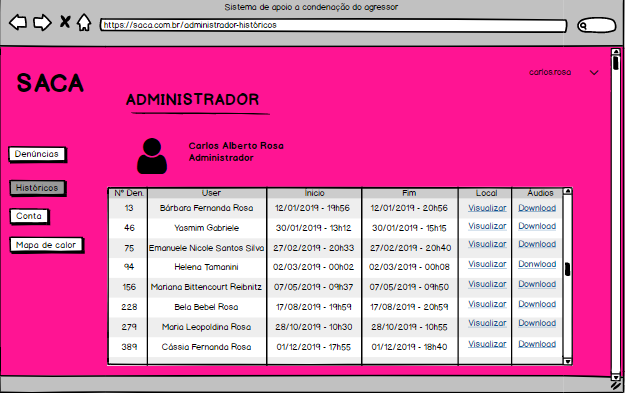 Sistema de apoio a condenação do agressor
https://saca.com.br/administrador-históricos
SACA
carlos.rosa
ADMINISTRADOR
Carlos Alberto Rosa
Administrador
Denúncias
Históricos
Conta
Mapa de calor
Nº Den. User Início Fim Local Áudios
13 Bárbara Fernanda Rosa 12/01/2019 - 19h56 12/01/2019 - 20h56 Visualizar Download
46 Yasmim Gabriele 30/01/2019 - 13h12 30/01/2019 - 15h15 Visualizar Download
75 Emanuele Nicole Santos Silva 27/02/2019 - 20h33 27/02/2019 - 20h40 Visualizar Download
94 Helena Tamanini 02/03/2019 - 00h02 02/03/2019 - 00h08 Visualizar Download
156 Mariana Bittencourt Reibnitz 07/05/2019 - 09h37 07/05/2019 - 09h50 Visualizar Download
228 Bela Bebel Rosa 17/08/2019 - 19h59 17/08/2019 - 20h59 Visualizar Download
279 Maria Leopoldina Rosa 28/10/2019 - 10h30 28/10/2019 - 10h55 Visualizar Download
389 Cássia Fernanda Rosa 01/12/2019 - 17h55 01/12/2019 - 18h40 Visualizar Download